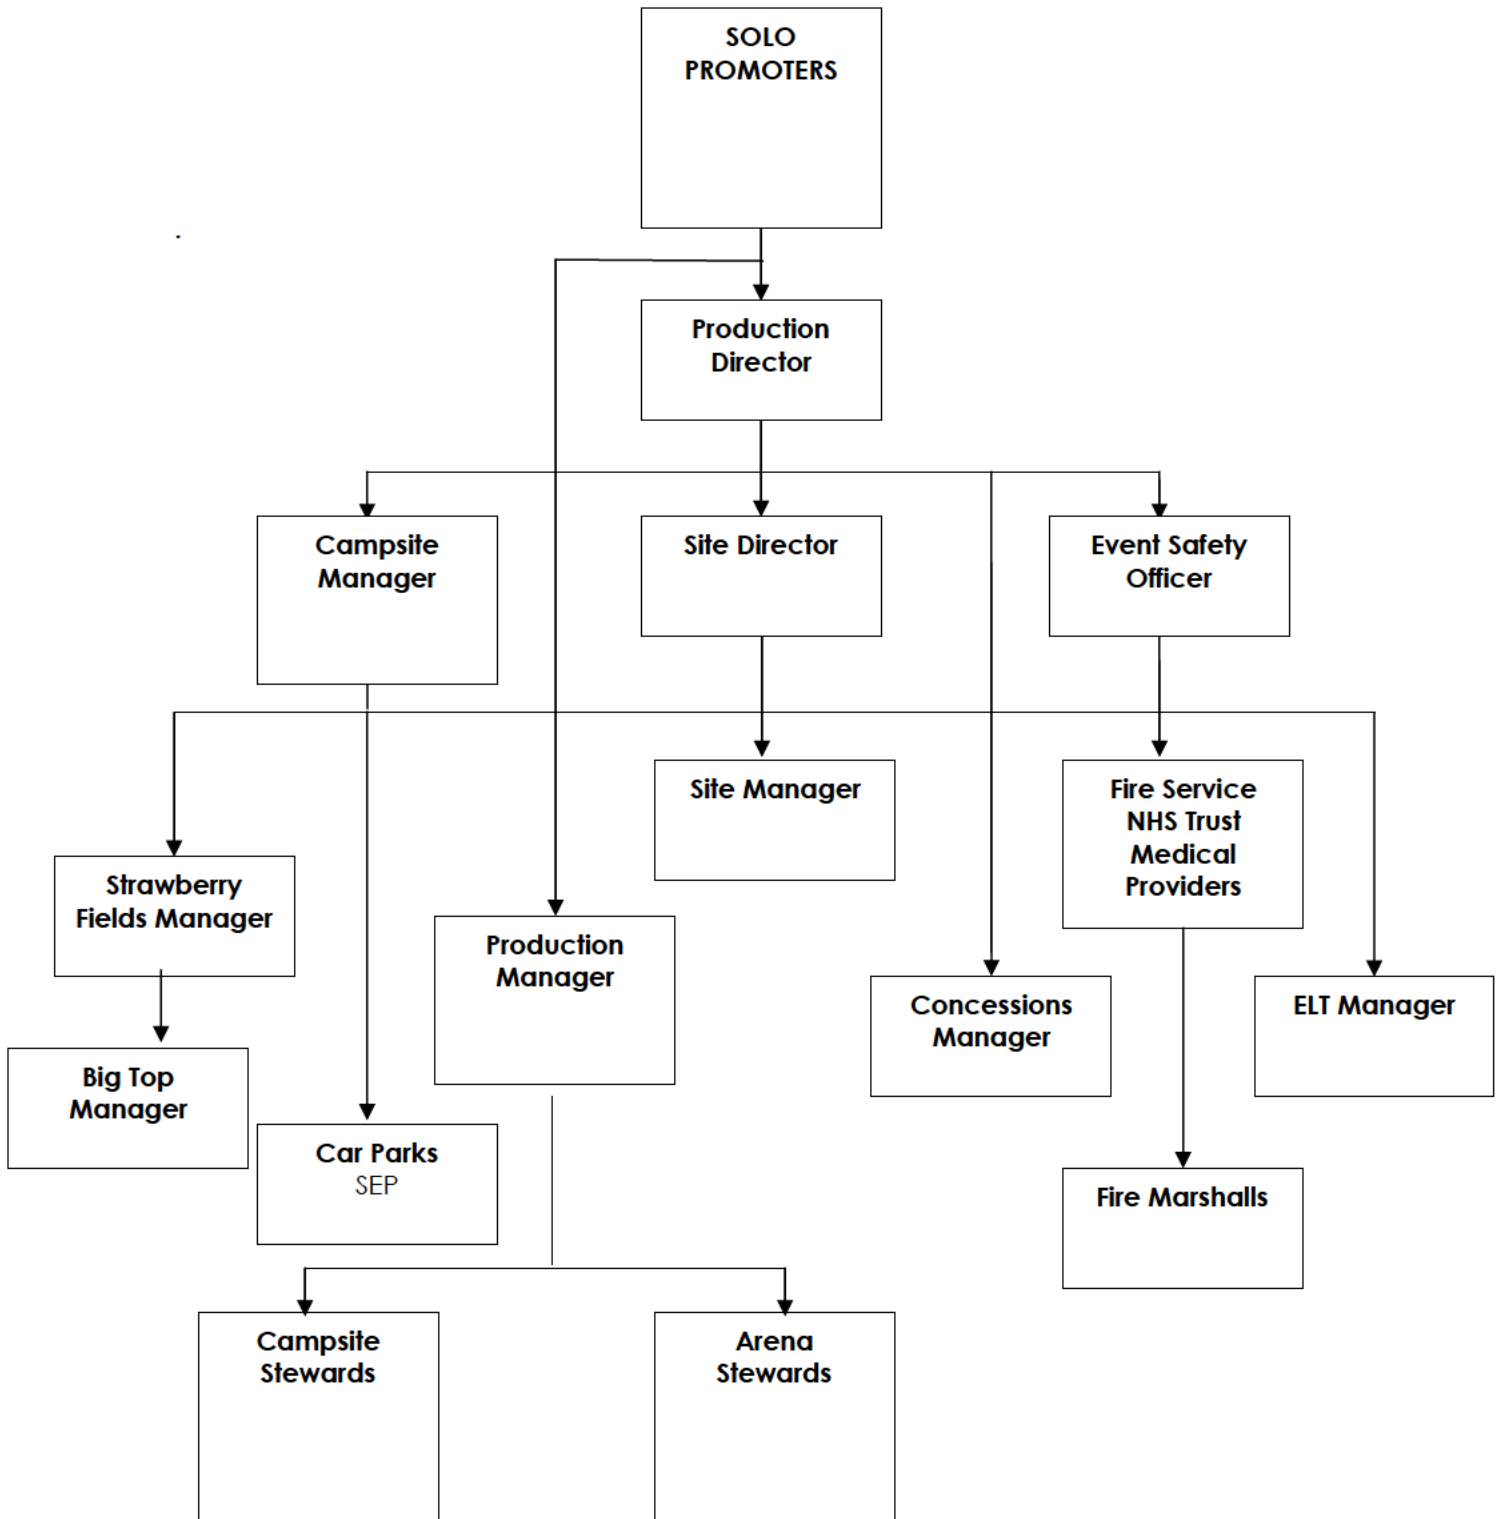 SOLO
PROMOTERS
Production
Director
Campsite
Manager
Site Director
Event Safety
Officer
Site Manager
Fire Service
NHS Trust
Medical
Providers
Strawberry
Fields Manager
Production
Manager
Concessions
Manager
ELT Manager
Big Top
Manager
Car Parks
SEP
Fire Marshalls
Campsite
Stewards
Arena
Stewards